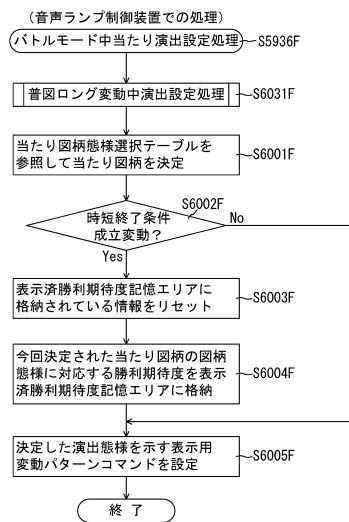 (音声ランプ制御装置での処理)
バトルモード中当たり演出設定処理
S5936F
普図ロング変動中演出設定処理
S6031F
当たり図柄態様選択テーブルを
参照して当たり図柄を決定
S6001F
S6002F
時短終了条件
成立変動？
No
Yes
表示済勝利期待度記憶エリアに
格納されている情報をリセット
S6003F
今回決定された当たり図柄の図柄
態様に対応する勝利期待度を表示
済勝利期待度記憶エリアに格納
S6004F
決定した演出態様を示す表示用
変動パターンコマンドを設定
S6005F
終了